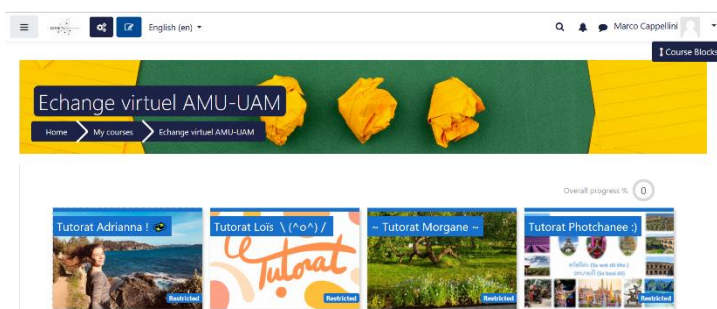 English (en)
Marco Cappellini
Course Blocks
Echange virtuel AMU-UAM
Home
My courses
Echange virtuel AMU-UAM
Overall progress % 0
Tutorat Adrianna !
Tutorat Loïs \(^o^)/
~ Tutorat Morgane ~
Tutorat Photchanee :)
Tutorat
Restricted
Restricted
Restricted
Restricted